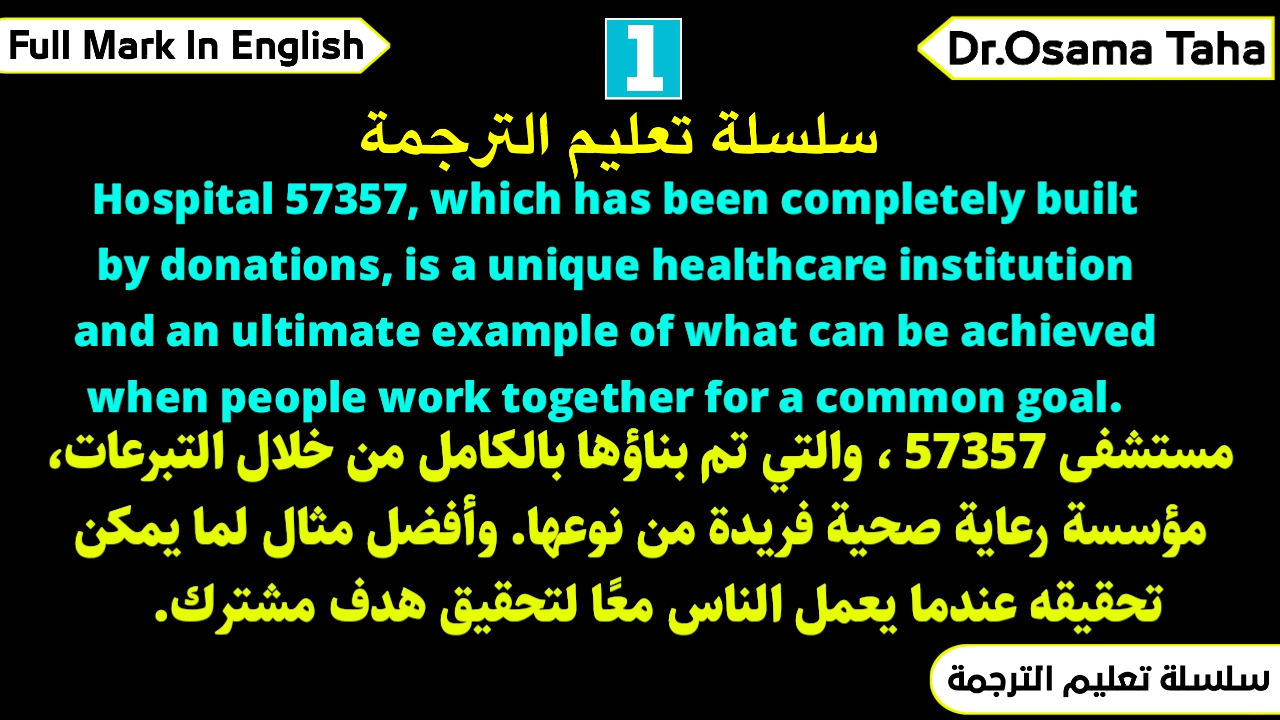 Full Mark In English
1
Dr.Osama Taha
سلسلة تعليم الترجمة
Hospital 57357, which has been completely built
by donations, is a unique healthcare institution
and an ultimate example of what can be achieved
when people work together for a common goal.
مستشفى 57357 ، والتي تم بناؤها بالكامل من خلال التبرعات،
مؤسسة رعاية صحية فريدة من نوعها. وأفضل مثال لما يمكن
تحقيقه عندما يعمل الناس معًا لتحقيق هدف مشترك.
سلسلة تعليم الترجمة